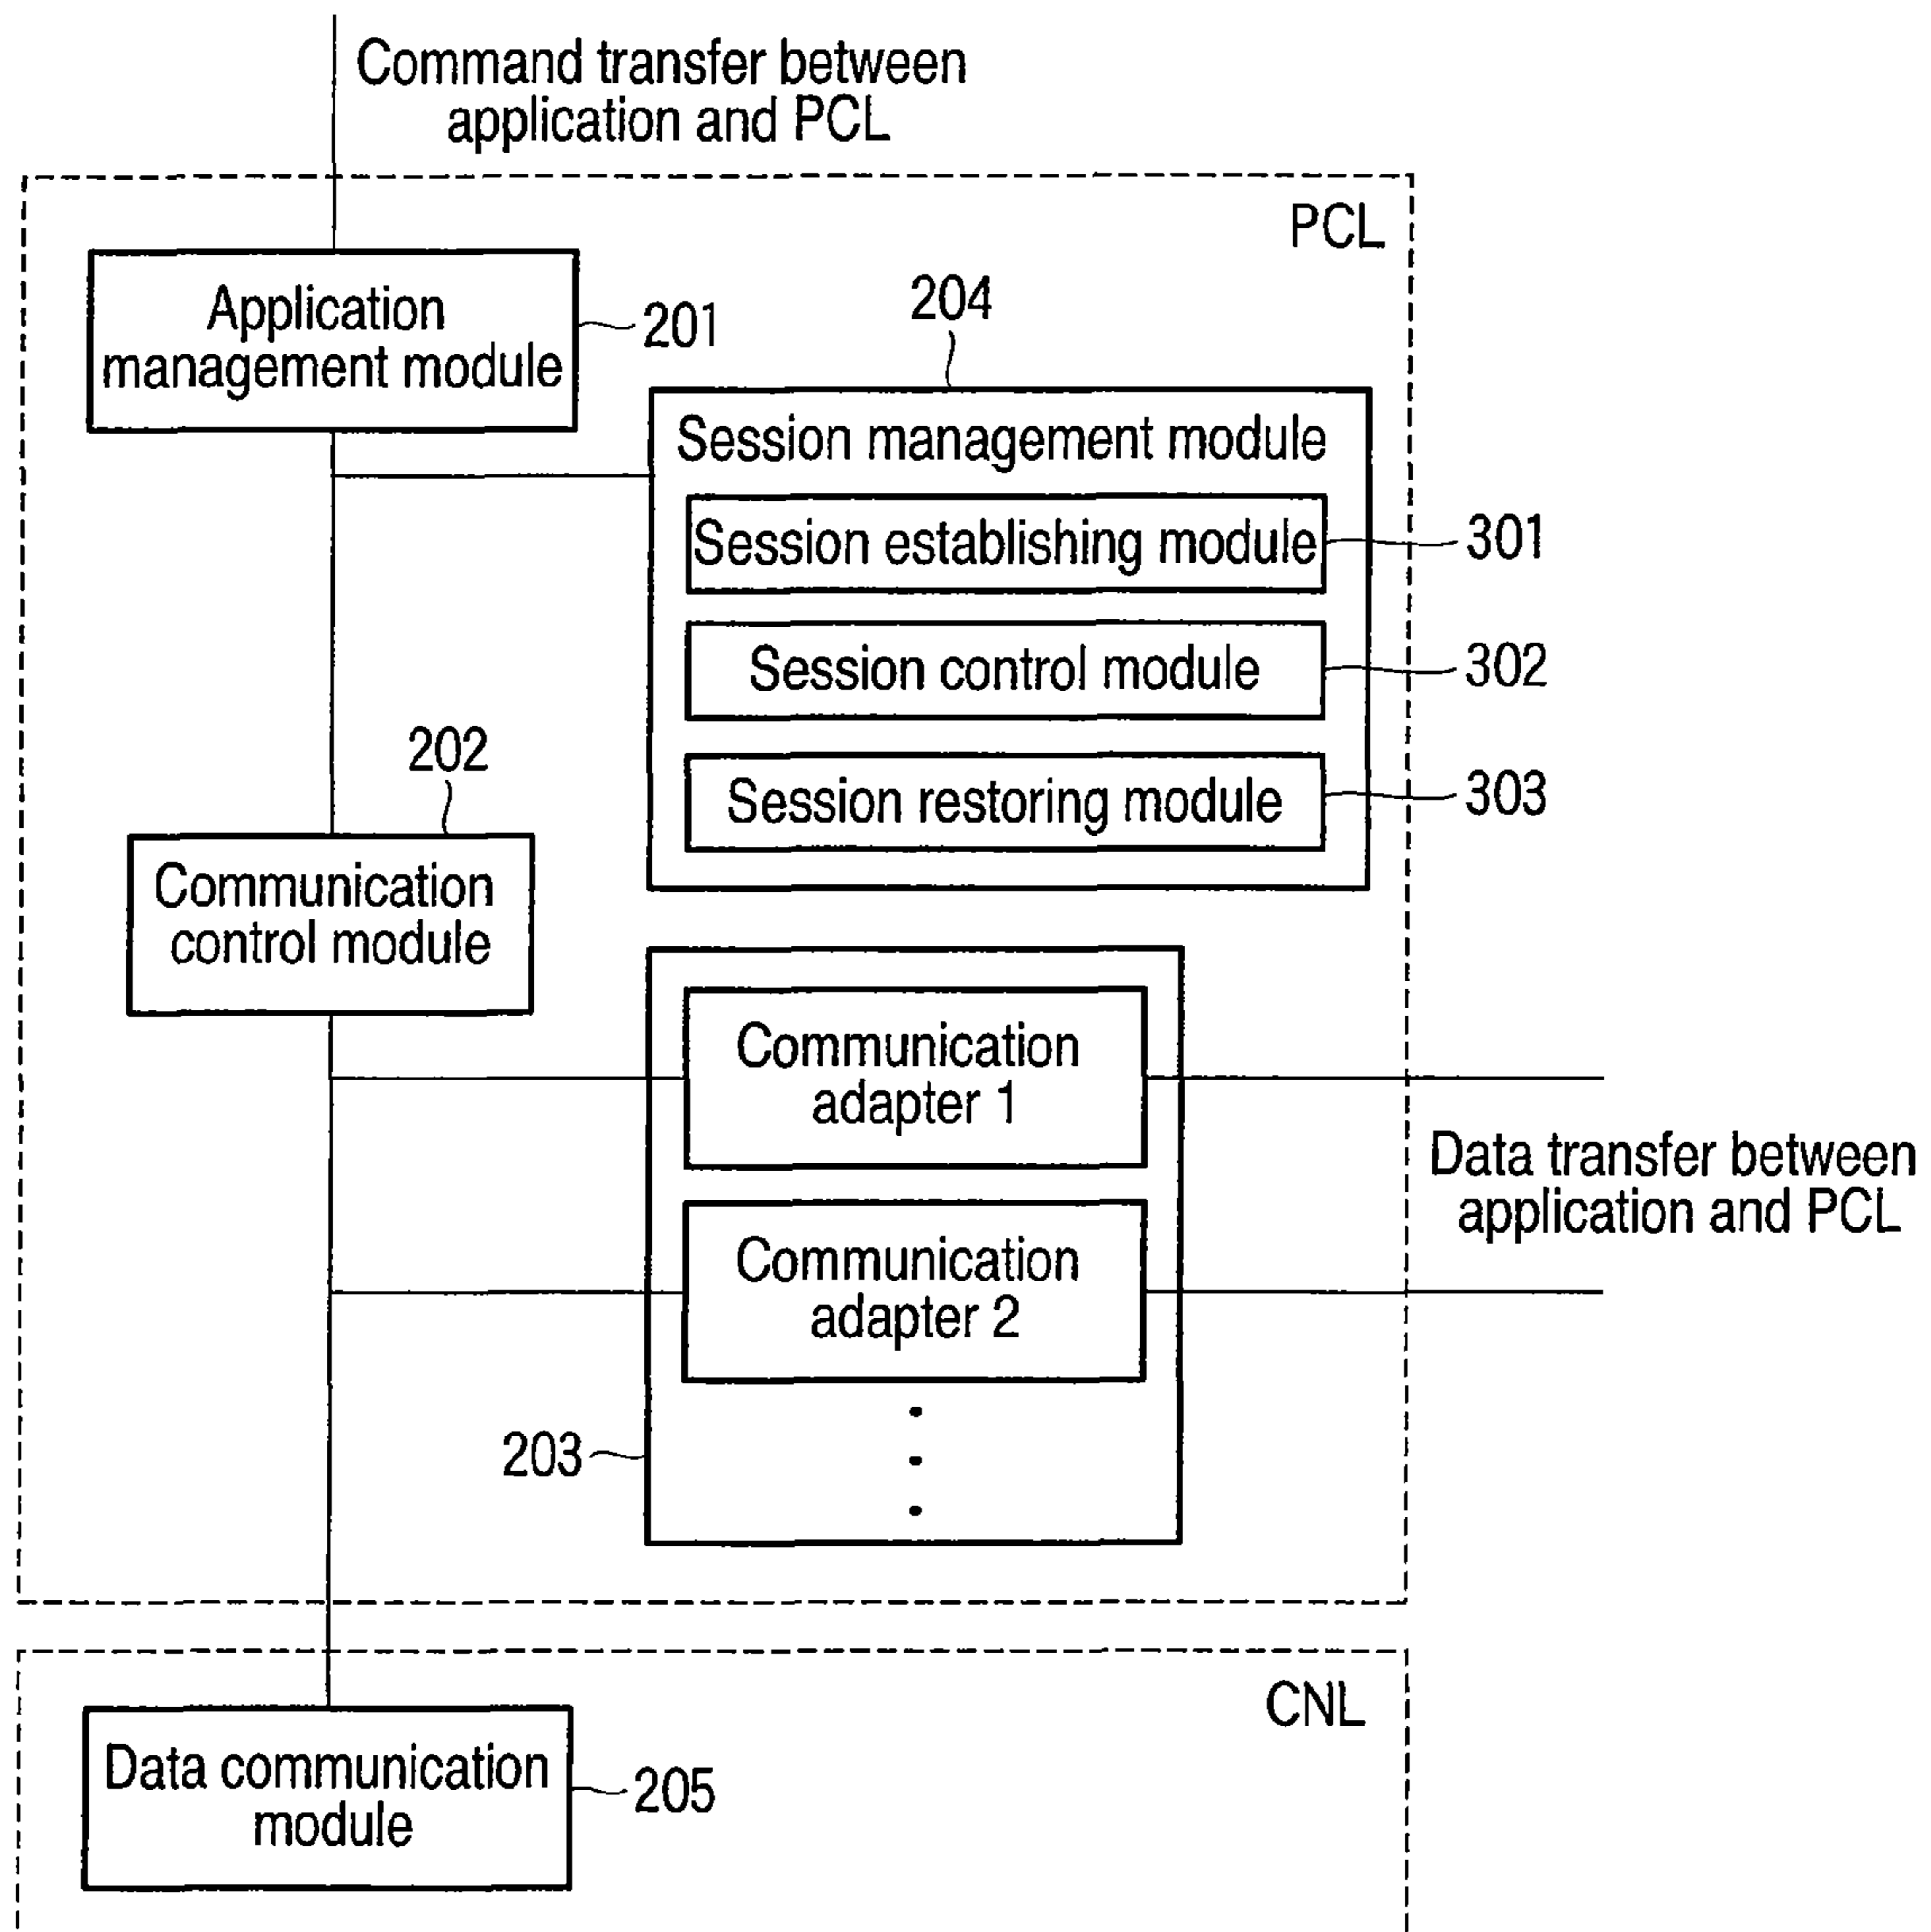 Command transfer between
application and PCL
PCL
Application
management module
201
204
Session management module
Session establishing module
301
Session control module
302
Session restoring module
303
202
Communication
control module
Communication
adapter 1
Data transfer between
application and PCL
Communication
adapter 2
203
CNL
Data communication
module
205